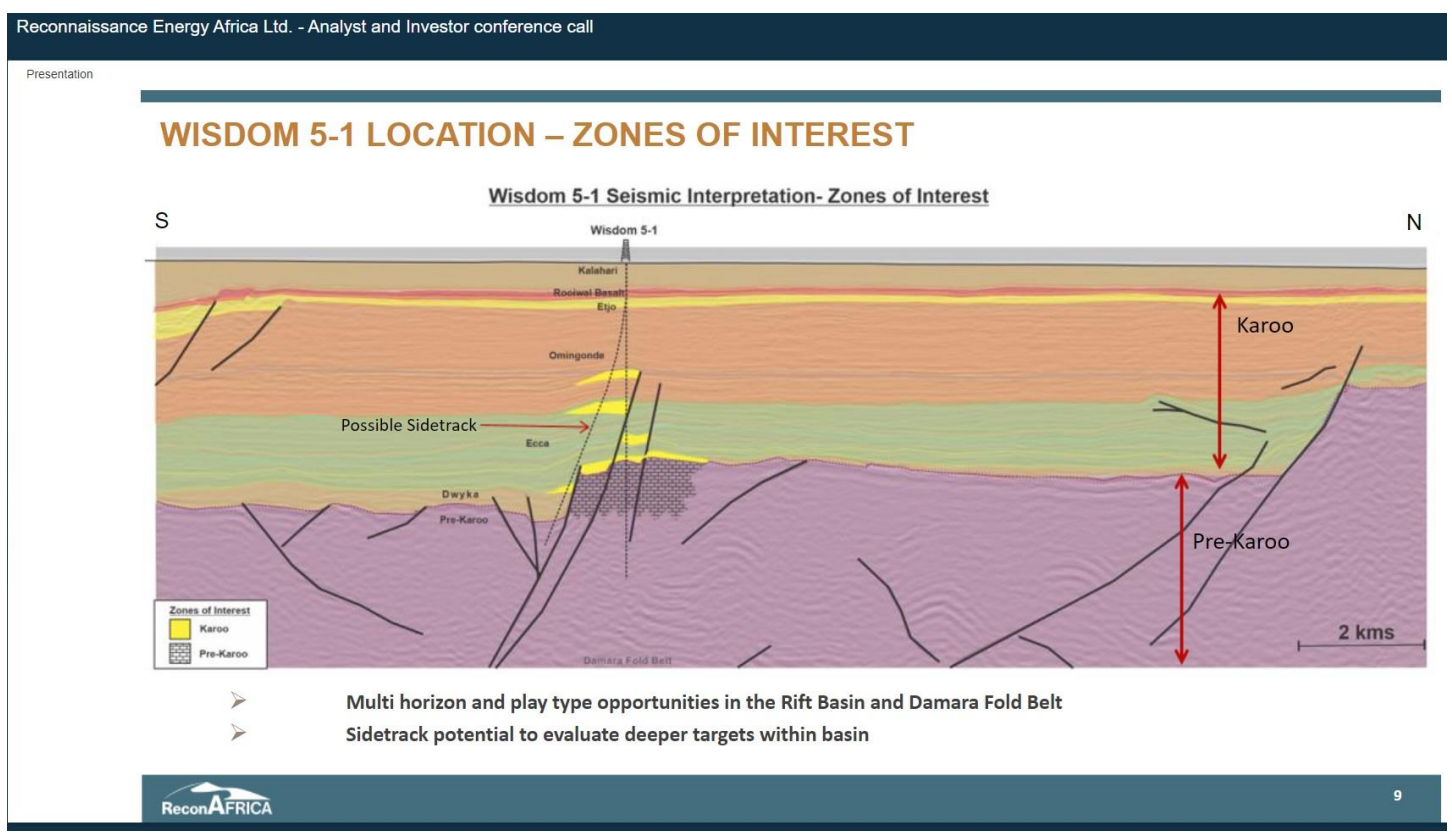 Reconnaissance Energy Africa Ltd. - Analyst and Investor conference call
Presentation
WISDOM 5-1 LOCATION – ZONES OF INTEREST
Wisdom 5-1 Seismic Interpretation- Zones of Interest
S
N
Wisdom 5-1
Kalahari
Rooiwal Basalt
Etjo
Karoo
Omingonde
Possible Sidetrack
Ecca
Dwyka
Pre-Karoo
Pre-Karoo
Zones of Interest
Karoo
Pre-Karoo
2 kms
Damara Fold Belt
➢ Multi horizon and play type opportunities in the Rift Basin and Damara Fold Belt
➢ Sidetrack potential to evaluate deeper targets within basin
ReconAFRICA
9